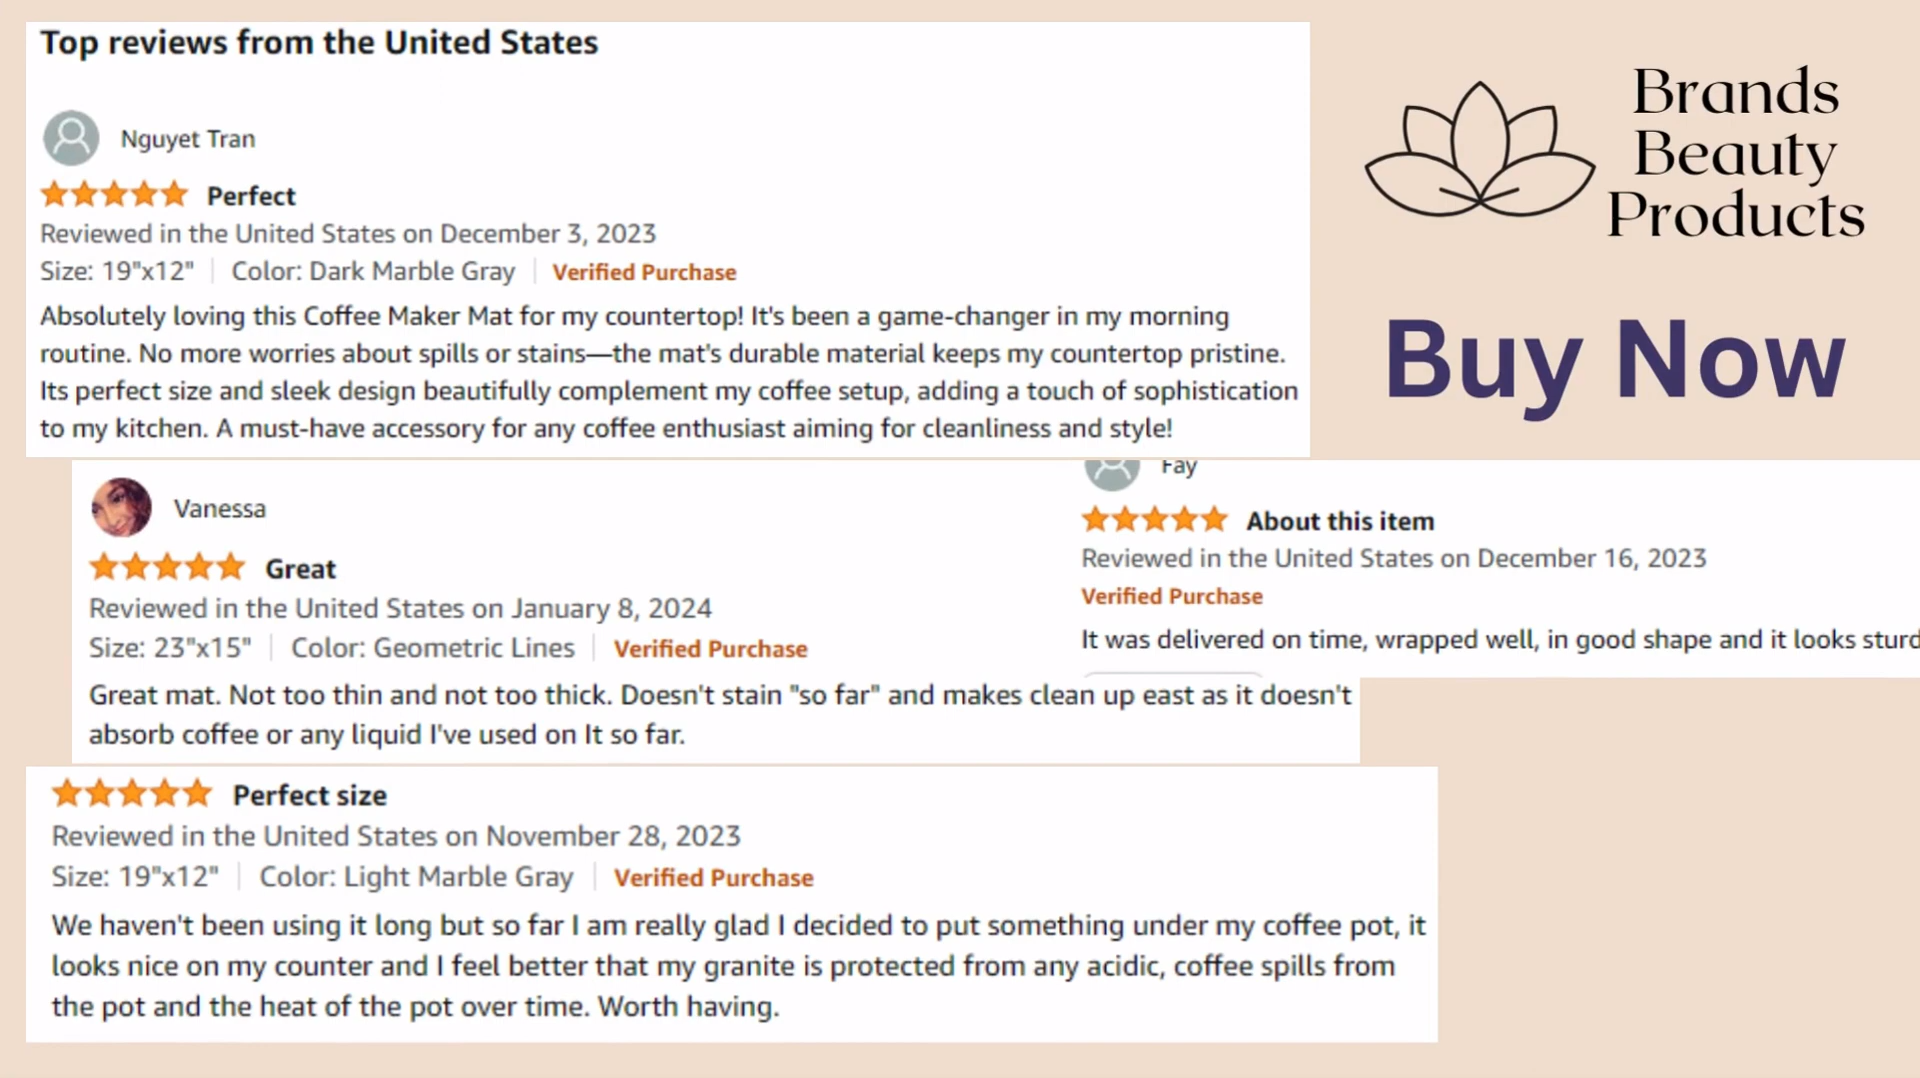 Top reviews from the United States
Nguyet Tran
Perfect
Reviewed in the United States on December 3, 2023
Size: 19"x12" Color: Dark Marble Gray Verified Purchase
Absolutely loving this Coffee Maker Mat for my countertop! It's been a game-changer in my morning
routine. No more worries about spills or stains—the mat's durable material keeps my countertop pristine.
Its perfect size and sleek design beautifully complement my coffee setup, adding a touch of sophistication
to my kitchen. A must-have accessory for any coffee enthusiast aiming for cleanliness and style!
Brands
Beauty
Products
Buy Now
Vanessa
Great
Reviewed in the United States on January 8, 2024
Size: 23"x15" Color: Geometric Lines Verified Purchase
Great mat. Not too thin and not too thick. Doesn't stain "so far" and makes clean up east as it doesn't
absorb coffee or any liquid I've used on It so far.
Fay
About this item
Reviewed in the United States on December 16, 2023
Verified Purchase
It was delivered on time, wrapped well, in good shape and it looks sturd
Perfect size
Reviewed in the United States on November 28, 2023
Size: 19"x12" Color: Light Marble Gray Verified Purchase
We haven't been using it long but so far I am really glad I decided to put something under my coffee pot, it
looks nice on my counter and I feel better that my granite is protected from any acidic, coffee spills from
the pot and the heat of the pot over time. Worth having.